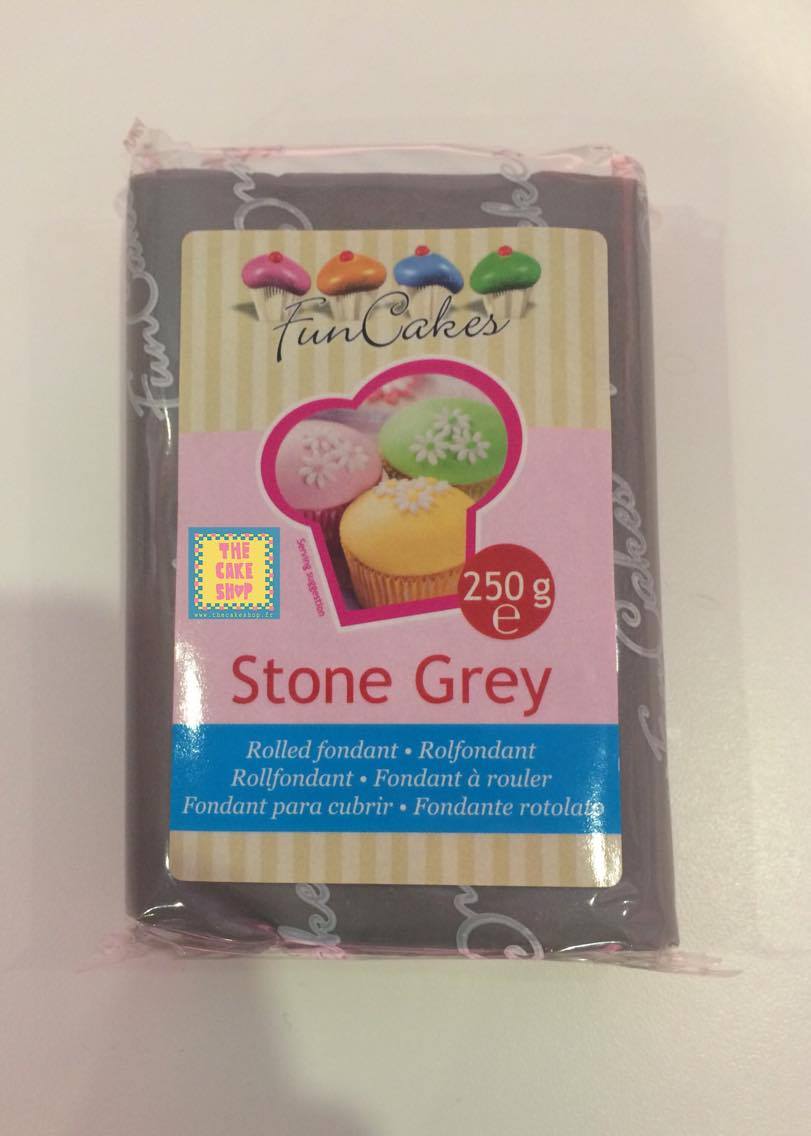 FunCakes
Serving suggestion
THE
CAKE
SHOP
www.thecakeshop.fr
250 g
e
Stone Grey
Rolled fondant • Rolfondant
Rollfondant • Fondant à rouler
Fondant para cubrir • Fondante rotolato
FunCakes